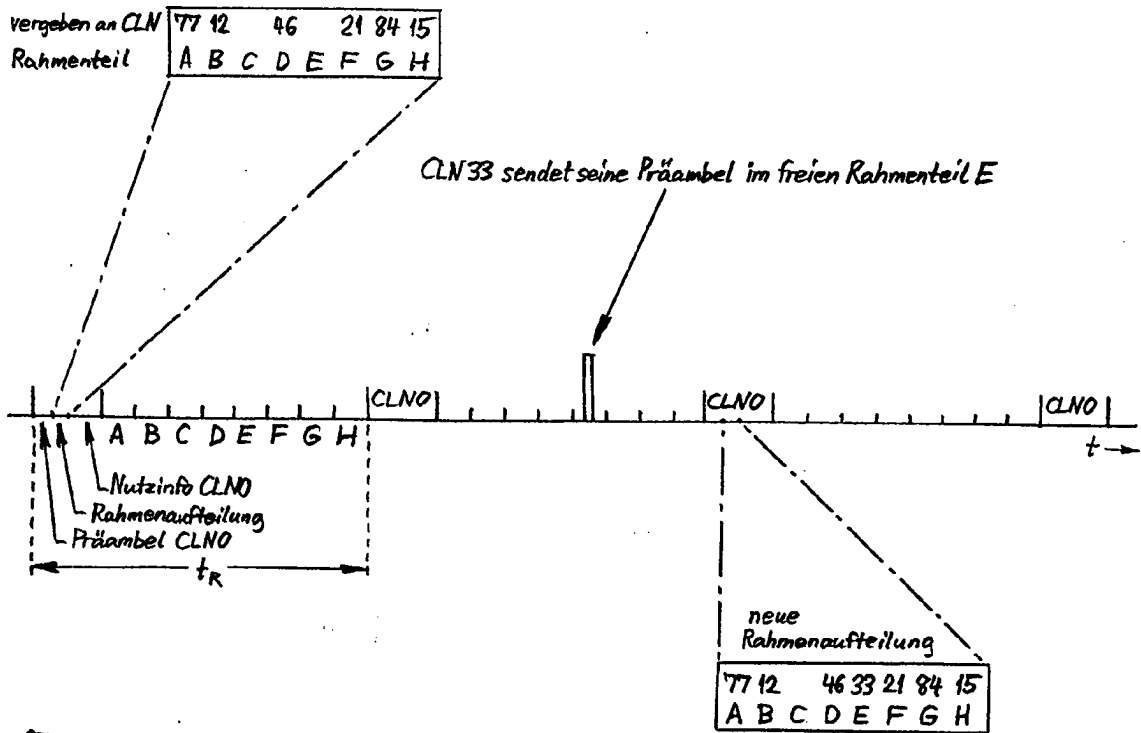 vergeben an CLN 77 12 46 21 84 15
Rahmenteil A B C D E F G H
CLN 33 sendet seine Präambel im freien Rahmenteil E
CLNO CLNO CLNO
A B C D E F G H
t
Nutzinfo CLNO
Rahmenaufteilung
Präambel CLNO
tR
neue
Rahmenaufteilung
77 12 46 33 21 84 15
A B C D E F G H